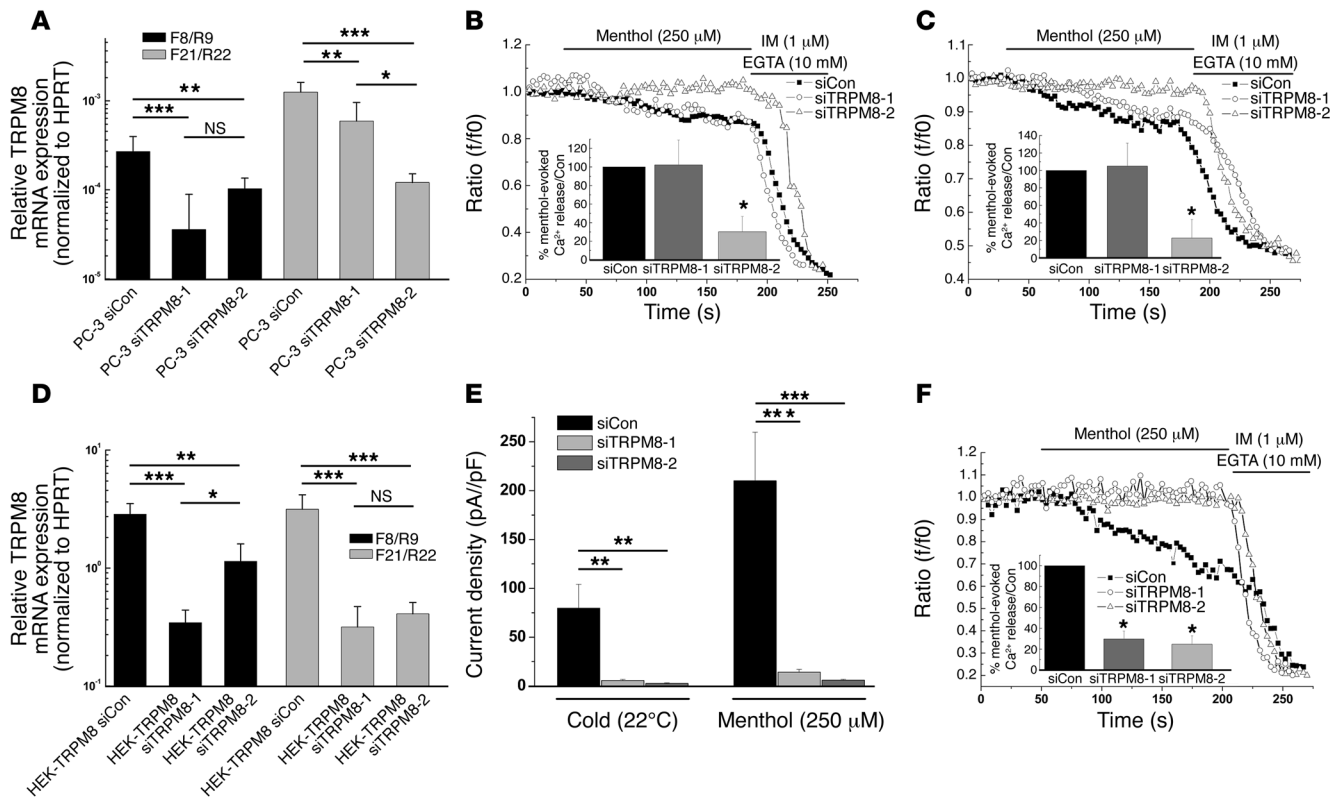 A
F8/R9
F21/R22
Relative TRPM8
mRNA expression
(normalized to HPRT)
10-3
10-4
10-5
***
**
NS
***
**
*
PC-3 siCon
PC-3 siTRPM8-1
PC-3 siTRPM8-2
PC-3 siCon
PC-3 siTRPM8-1
PC-3 siTRPM8-2
B
Menthol (250 µM)
IM (1 µM)
EGTA (10 mM)
siCon
siTRPM8-1
siTRPM8-2
Ratio (f/f0)
1.2
1.0
0.8
0.6
0.4
0.2
% menthol-evoked
Ca2+ release/Con
120
100
80
60
40
20
0
*
siCon siTRPM8-1 siTRPM8-2
0 50 100 150 200 250
Time (s)
C
Menthol (250 µM)
IM (1 µM)
EGTA (10 mM)
siCon
siTRPM8-1
siTRPM8-2
Ratio (f/f0)
1.1
1.0
0.9
0.8
0.7
0.6
0.5
0.4
% menthol-evoked
Ca2+ release/Con
140
120
100
80
60
40
20
0
*
siCon siTRPM8-1 siTRPM8-2
0 50 100 150 200 250
Time (s)
D
Relative TRPM8
mRNA expression
(normalized to HPRT)
101
100
10-1
**
***
*
***
***
NS
F8/R9
F21/R22
HEK-TRPM8 siCon
HEK-TRPM8
siTRPM8-1
HEK-TRPM8
siTRPM8-2
HEK-TRPM8 siCon
HEK-TRPM8
siTRPM8-1
HEK-TRPM8
siTRPM8-2
E
siCon
siTRPM8-1
siTRPM8-2
Current density (pA//pF)
250
200
150
100
50
0
**
**
***
***
Cold (22°C)
Menthol (250 µM)
F
Menthol (250 µM)
IM (1 µM)
EGTA (10 mM)
Ratio (f/f0)
1.2
1.1
1.0
0.9
0.8
0.7
0.6
0.5
0.4
0.3
0.2
siCon
siTRPM8-1
siTRPM8-2
% menthol-evoked
Ca2+ release/Con
100
80
60
40
20
0
*
*
siCon siTRPM8-1 siTRPM8-2
0 50 100 150 200 250
Time (s)